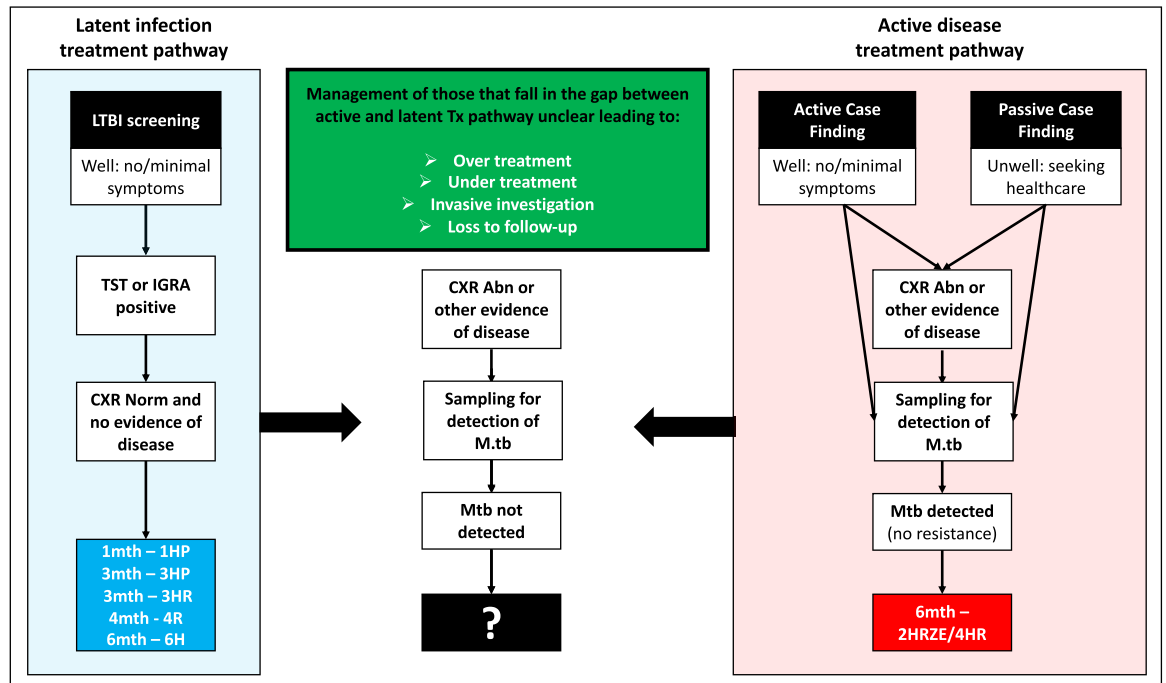 Latent infection
treatment pathway
LTBI screening
Well: no/minimal
symptoms
TST or IGRA
positive
CXR Norm and
no evidence of
disease
1mth – 1HP
3mth – 3HP
3mth – 3HR
4mth - 4R
6mth – 6H
Management of those that fall in the gap between
active and latent Tx pathway unclear leading to:
➢ Over treatment
➢ Under treatment
➢ Invasive investigation
➢ Loss to follow-up
CXR Abn or
other evidence
of disease
Sampling for
detection of
M.tb
Mtb not
detected
?
Active disease
treatment pathway
Active Case
Finding
Well: no/minimal
symptoms
Passive Case
Finding
Unwell: seeking
healthcare
CXR Abn or
other evidence
of disease
Sampling for
detection of
M.tb
Mtb detected
(no resistance)
6mth –
2HRZE/4HR